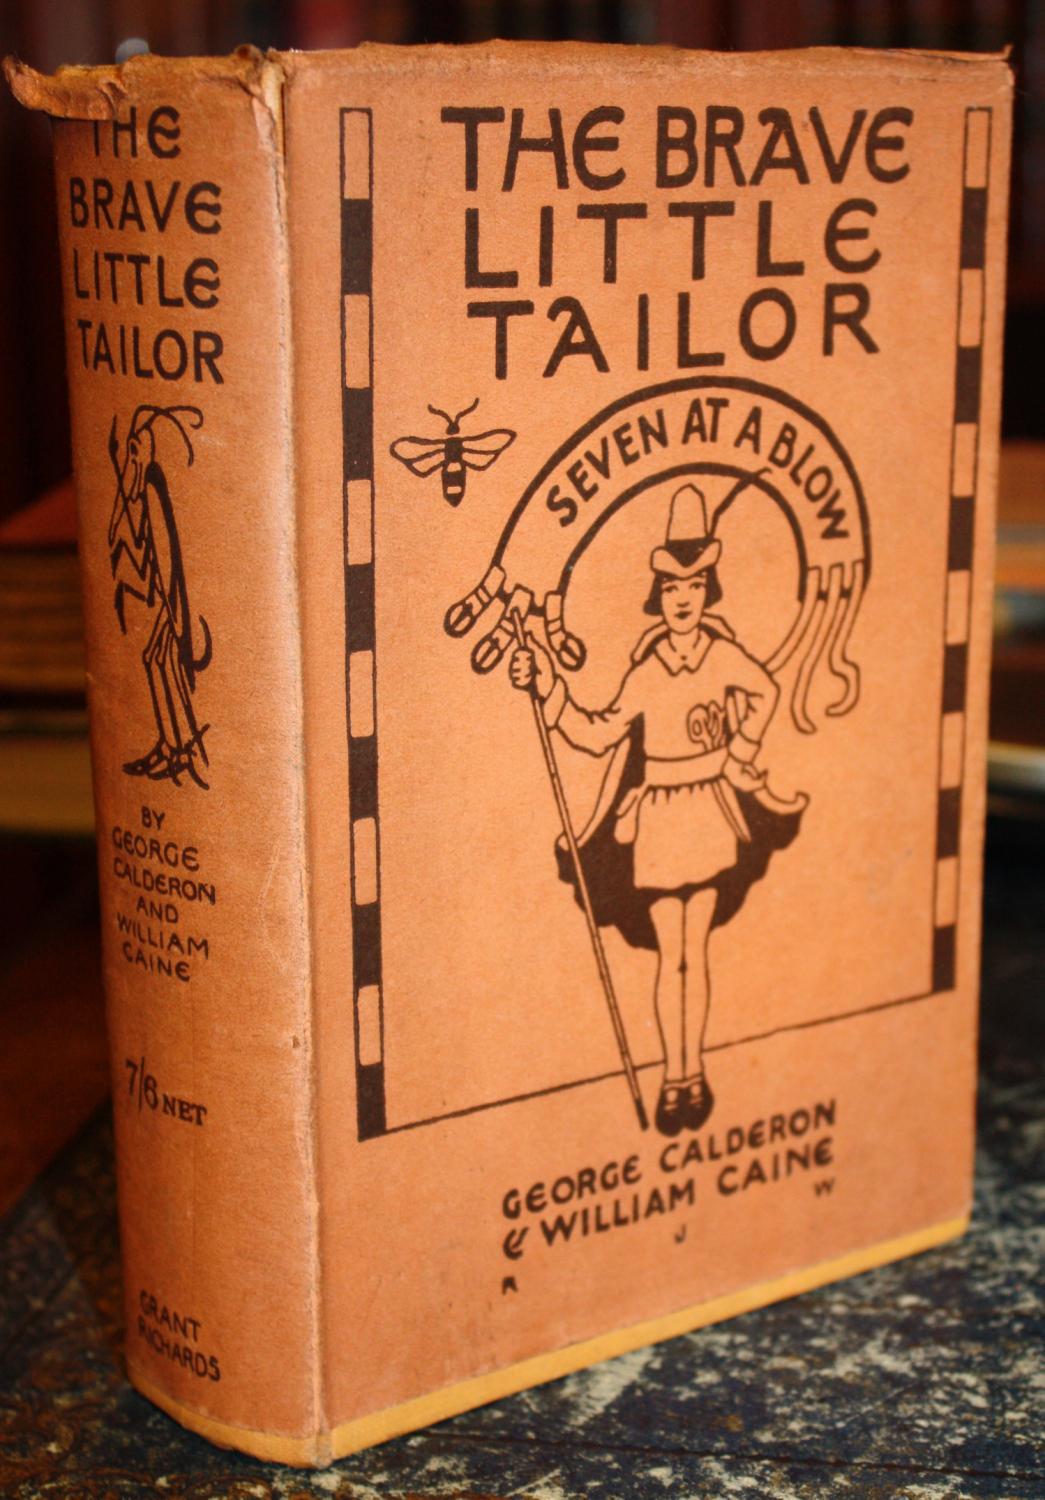 THE
BRAVE
LITTLE
TAILOR
BY
GEORGE
CALDERON
AND
WILLIAM
CAINE
7/6 NET
GRANT
RICHARDS
THE BRAVE
LITTLE
TAILOR
SEVEN AT A BLOW
GEORGE CALDERON
& WILLIAM CAINE
R J W